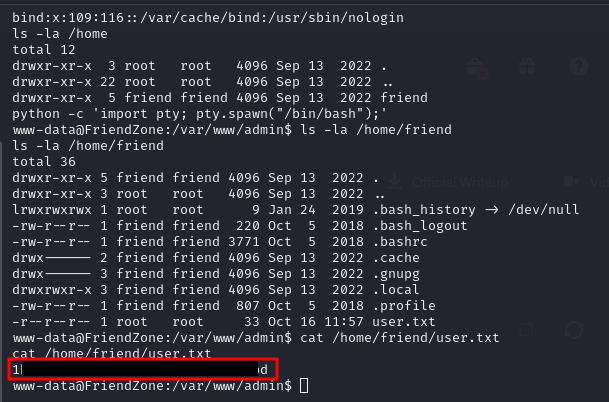 bind:x:109:116::/var/cache/bind:/usr/sbin/nologin
ls -la /home
total 12
drwxr-xr-x  3 root   root   4096 Sep 13  2022 .
drwxr-xr-x 22 root   root   4096 Sep 13  2022 ..
drwxr-xr-x  5 friend friend 4096 Sep 13  2022 friend
python -c 'import pty; pty.spawn("/bin/bash");'
www-data@FriendZone:/var/www/admin$ ls -la /home/friend
ls -la /home/friend
total 36
drwxr-xr-x 5 friend friend 4096 Sep 13  2022 .
drwxr-xr-x 3 root   root   4096 Sep 13  2022 ..
lrwxrwxrwx 1 root   root      9 Jan 24  2019 .bash_history -> /dev/null
-rw-r--r-- 1 friend friend  220 Oct  5  2018 .bash_logout
-rw-r--r-- 1 friend friend 3771 Oct  5  2018 .bashrc
drwx------ 2 friend friend 4096 Sep 13  2022 .cache
drwx------ 3 friend friend 4096 Sep 13  2022 .gnupg
drwxrwxr-x 3 friend friend 4096 Sep 13  2022 .local
-rw-r--r-- 1 friend friend  807 Oct  5  2018 .profile
-r--r--r-- 1 root   root     33 Oct 16 11:57 user.txt
www-data@FriendZone:/var/www/admin$ cat /home/friend/user.txt
cat /home/friend/user.txt
www-data@FriendZone:/var/www/admin$
Official Writeup